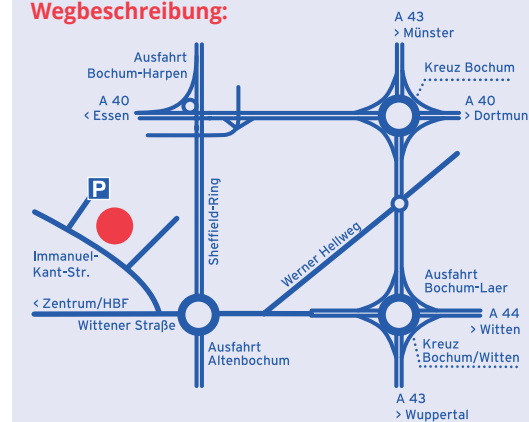 Wegbeschreibung:
A 43
> Münster
Ausfahrt
Bochum-Harpen
Kreuz Bochum
A 40
< Essen
A 40
> Dortmun
P
Sheffield-Ring
Werner Hellweg
Immanuel-
Kant-Str.
< Zentrum/HBF
Wittener Straße
Ausfahrt
Bochum-Laer
A 44
> Witten
Ausfahrt
Altenbochum
Kreuz
Bochum/Witten
A 43
> Wuppertal